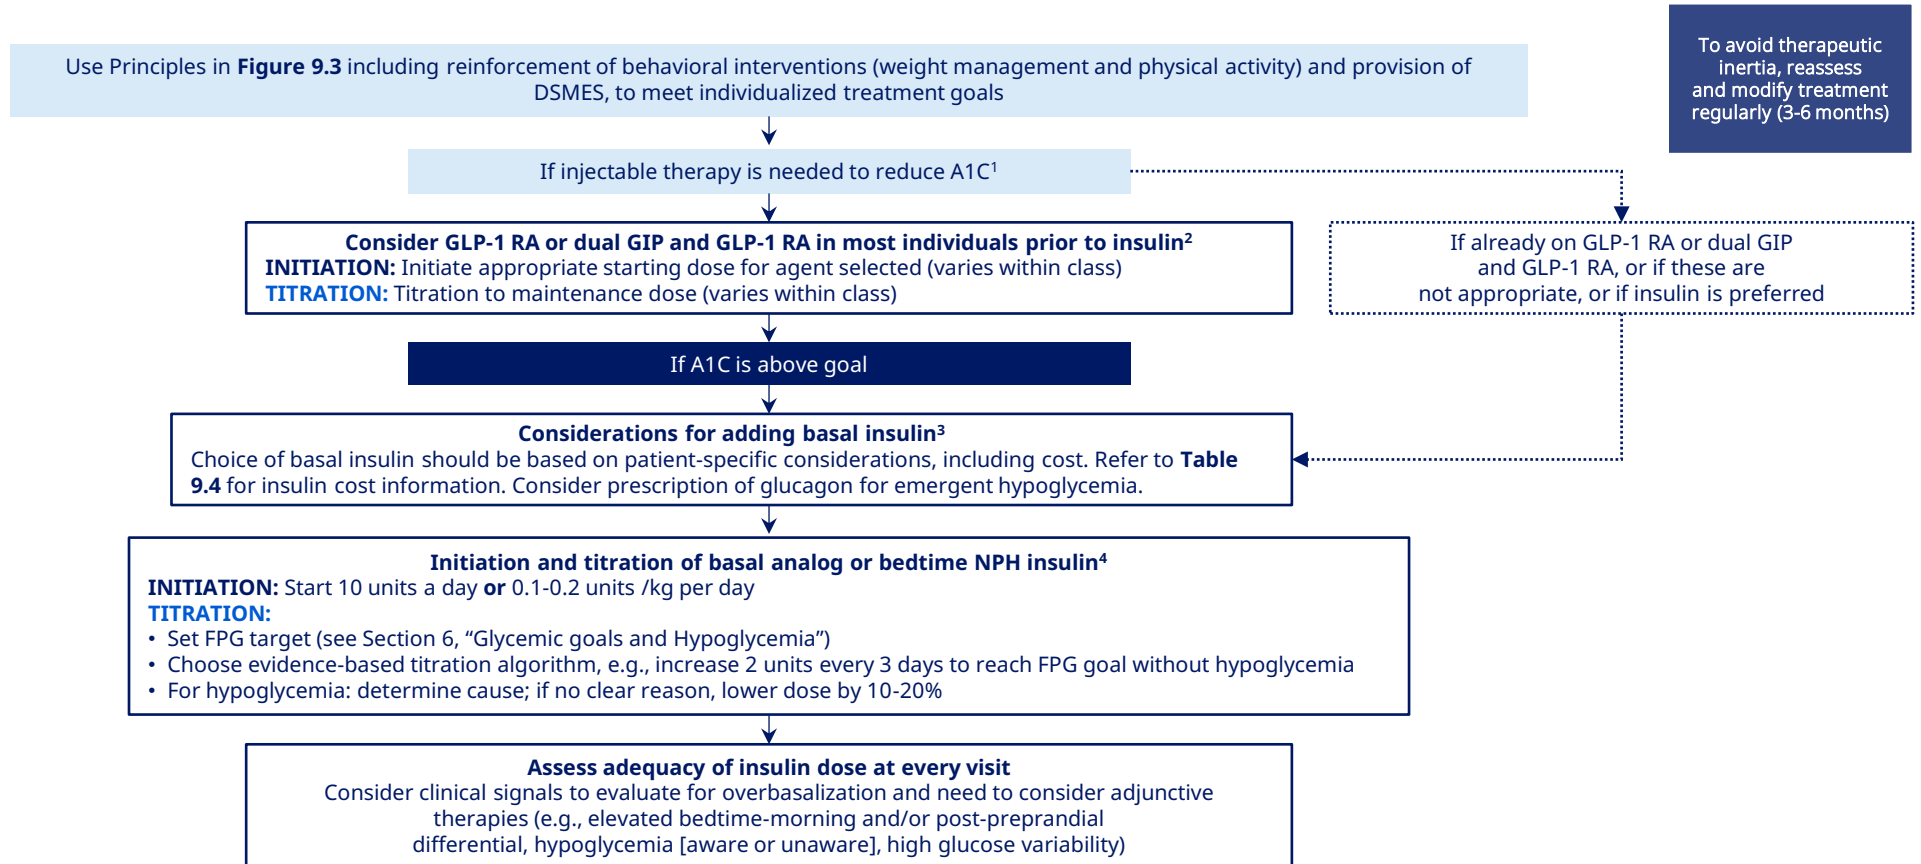 To avoid therapeutic
inertia, reassess
and modify treatment
regularly (3-6 months)
Use Principles in Figure 9.3 including reinforcement of behavioral interventions (weight management and physical activity) and provision of
DSMES, to meet individualized treatment goals
If injectable therapy is needed to reduce A1C¹
Consider GLP-1 RA or dual GIP and GLP-1 RA in most individuals prior to insulin²
INITIATION: Initiate appropriate starting dose for agent selected (varies within class)
TITRATION: Titration to maintenance dose (varies within class)
If already on GLP-1 RA or dual GIP
and GLP-1 RA, or if these are
not appropriate, or if insulin is preferred
If A1C is above goal
Considerations for adding basal insulin³
Choice of basal insulin should be based on patient-specific considerations, including cost. Refer to Table
9.4 for insulin cost information. Consider prescription of glucagon for emergent hypoglycemia.
Initiation and titration of basal analog or bedtime NPH insulin⁴
INITIATION: Start 10 units a day or 0.1-0.2 units /kg per day
TITRATION:
• Set FPG target (see Section 6, “Glycemic goals and Hypoglycemia”)
• Choose evidence-based titration algorithm, e.g., increase 2 units every 3 days to reach FPG goal without hypoglycemia
• For hypoglycemia: determine cause; if no clear reason, lower dose by 10-20%
Assess adequacy of insulin dose at every visit
Consider clinical signals to evaluate for overbasalization and need to consider adjunctive
therapies (e.g., elevated bedtime-morning and/or post-preprandial
differential, hypoglycemia [aware or unaware], high glucose variability)